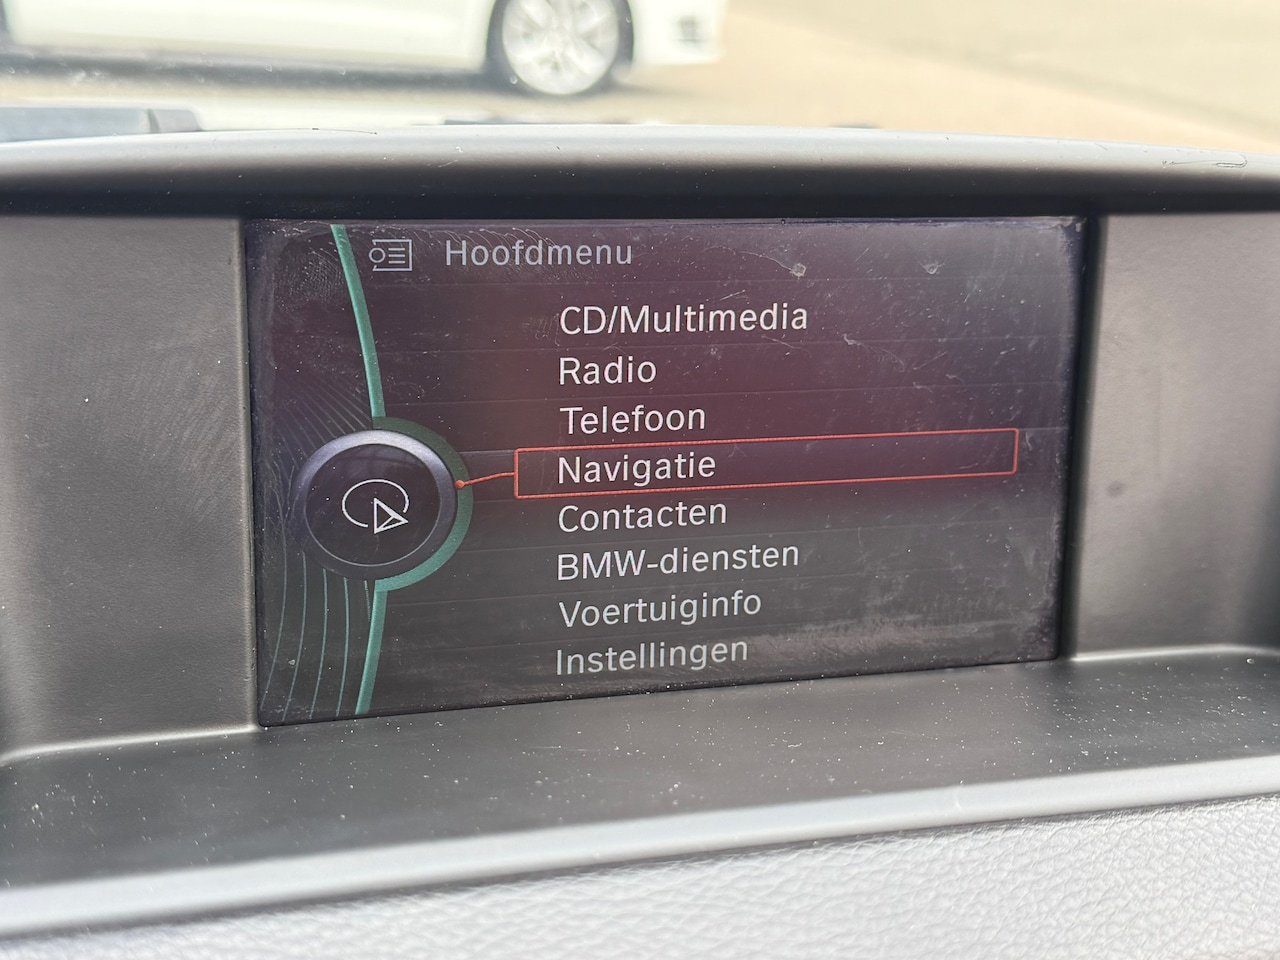 Hoofdmenu
CD/Multimedia
Radio
Telefoon
Navigatie
Contacten
BMW-diensten
Voertuiginfo
Instellingen